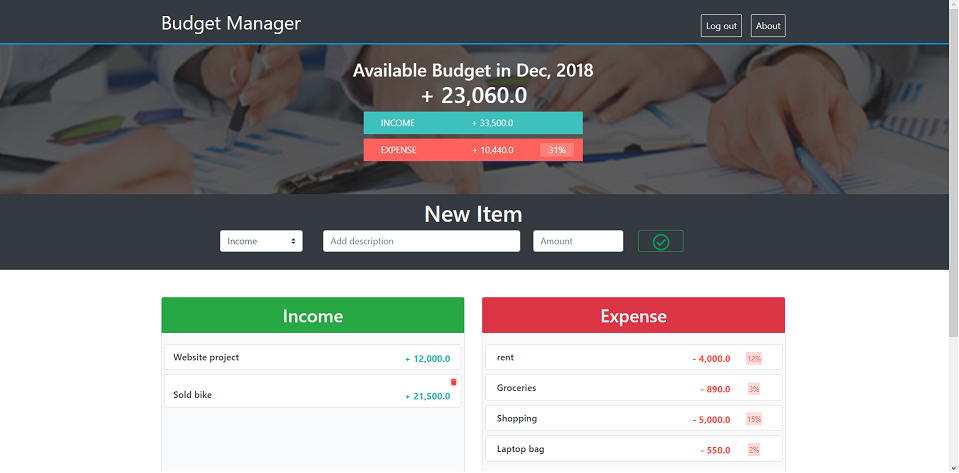 Budget Manager
Log out
About
Available Budget in Dec, 2018
+ 23,060.0
INCOME + 33,500.0
EXPENSE + 10,440.0 31%
New Item
Income
Add description
Amount
Income
Website project + 12,000.0
Sold bike + 21,500.0
Expense
rent - 4,000.0 12%
Groceries - 890.0 3%
Shopping - 5,000.0 15%
Laptop bag - 550.0 2%